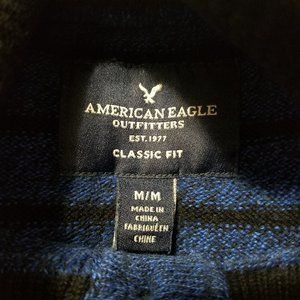 AMERICAN EAGLE
OUTFITTERS
EST. 1977
CLASSIC FIT
M/M
MADE IN
CHINA
FABRIQUÉ EN
CHINE